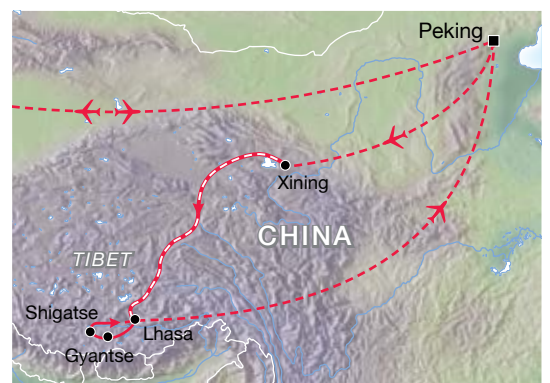 Peking
Xining
CHINA
TIBET
Shigatse
Lhasa
Gyantse